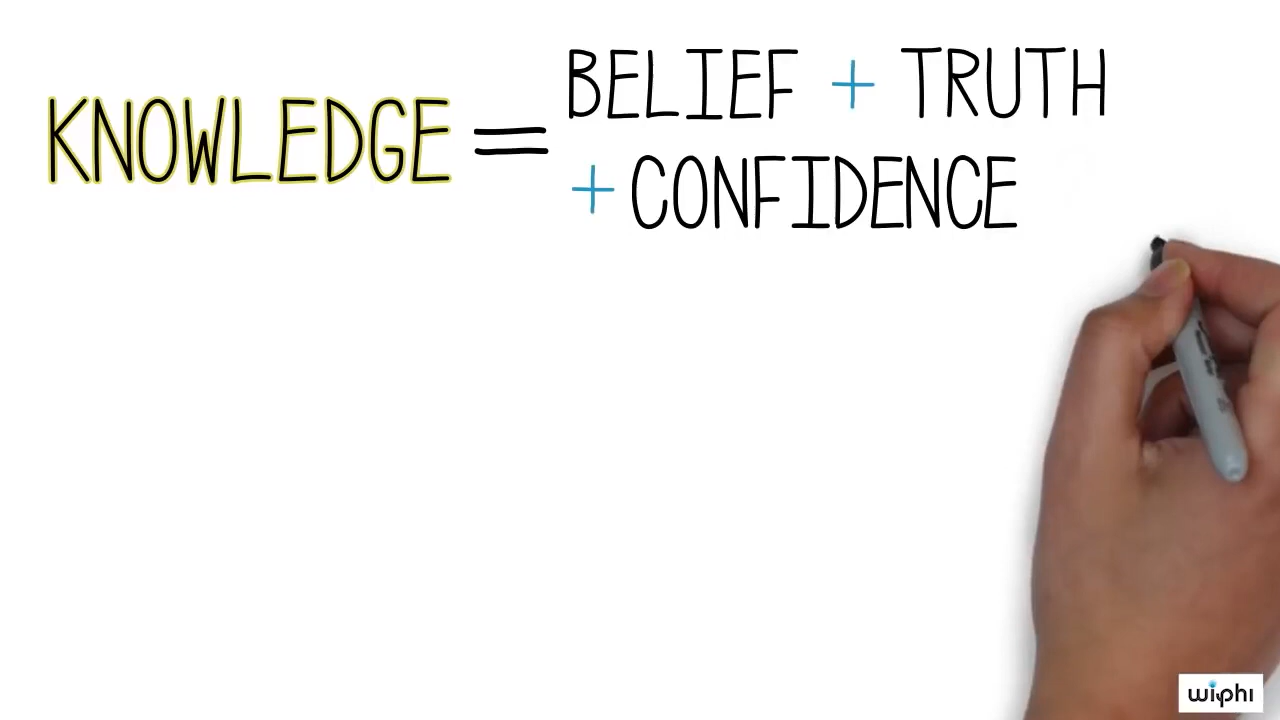 KNOWLEDGE = BELIEF + TRUTH
+ CONFIDENCE
wiphi